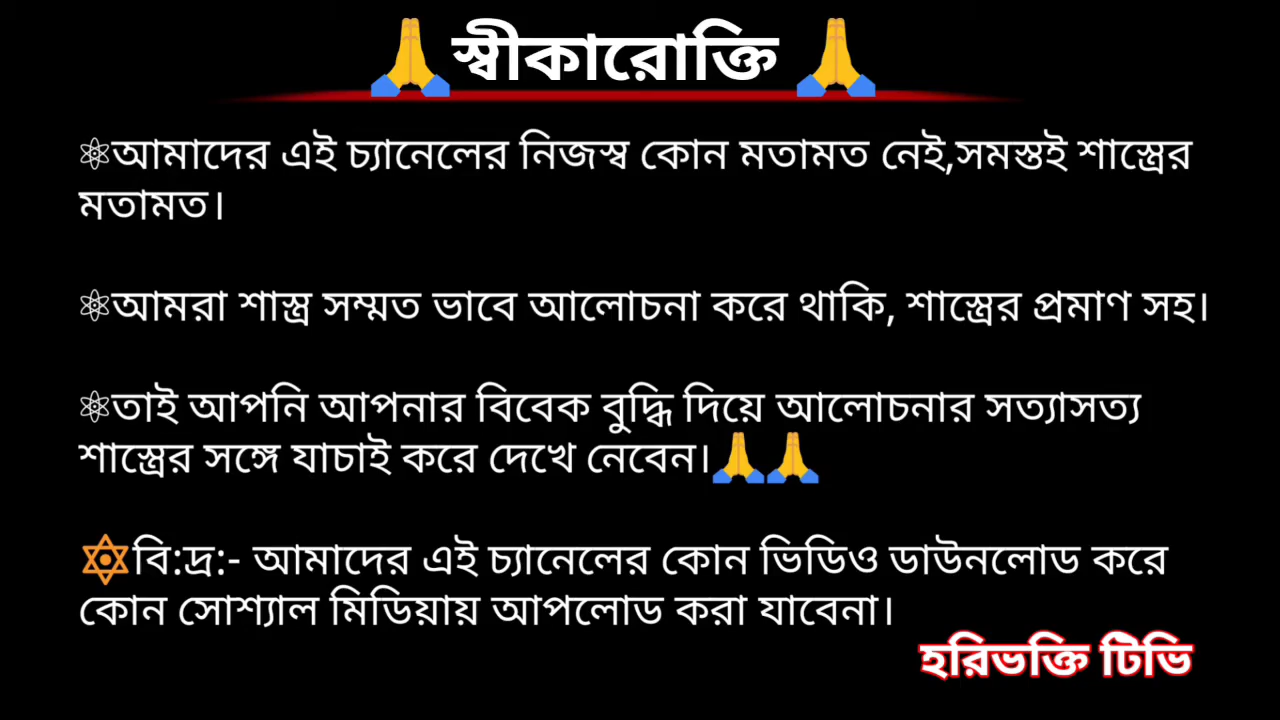 🙏স্বীকারোক্তি 🙏
⚛আমাদের এই চ্যানেলের নিজস্ব কোন মতামত নেই,সমস্তই শাস্ত্রের
মতামত।
⚛আমরা শাস্ত্র সম্মত ভাবে আলোচনা করে থাকি, শাস্ত্রের প্রমাণ সহ।
⚛তাই আপনি আপনার বিবেক বুদ্ধি দিয়ে আলোচনার সত্যাসত্য
শাস্ত্রের সঙ্গে যাচাই করে দেখে নেবেন।🙏🙏
🔯বি:দ্র:- আমাদের এই চ্যানেলের কোন ভিডিও ডাউনলোড করে
কোন সোশ্যাল মিডিয়ায় আপলোড করা যাবেনা।
হরিভক্তি টিভি